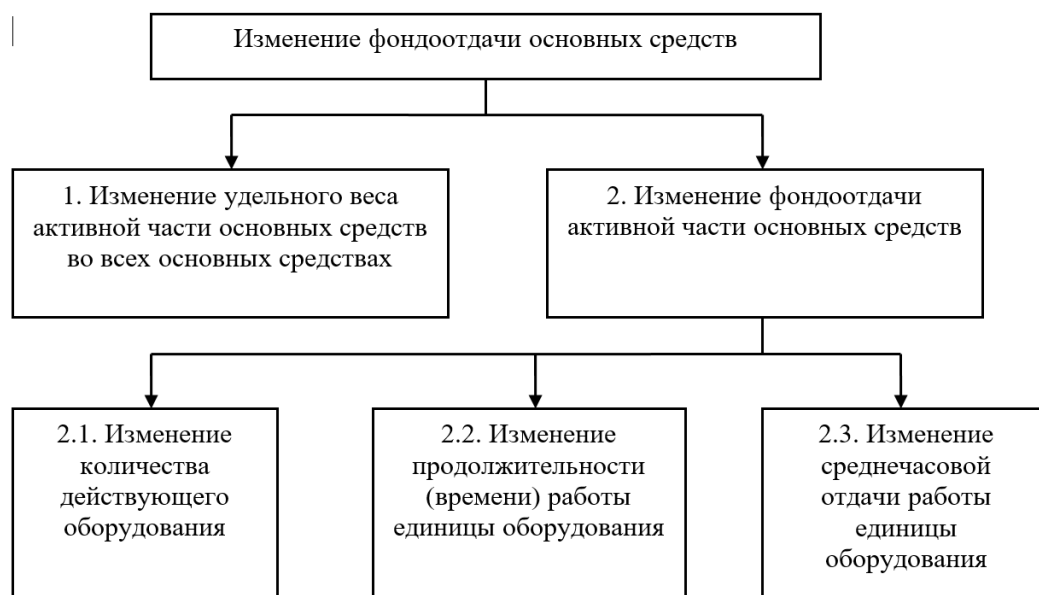 Изменение фондоотдачи основных средств
1. Изменение удельного веса
активной части основных средств
во всех основных средствах
2. Изменение фондоотдачи
активной части основных средств
2.1. Изменение
количества
действующего
оборудования
2.2. Изменение
продолжительности
(времени) работы
единицы оборудования
2.3. Изменение
среднечасовой
отдачи работы
единицы
оборудования